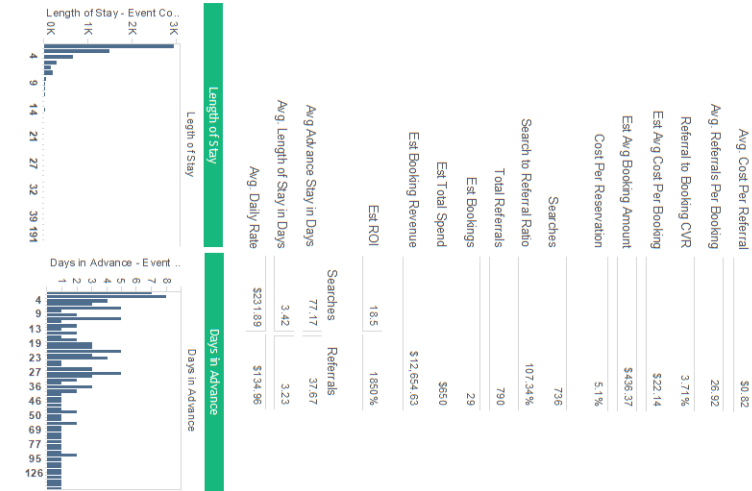 Avg. Cost Per Referral $0.82
Avg. Referrals Per Booking 26.92
Referral to Booking CVR 3.71%
Est Avg Cost Per Booking $22.14
Est Avg Booking Amount $436.37
Cost Per Reservation 5.1%
Searches 736
Search to Referral Ratio 107.34%
Total Referrals 790
Est Bookings 29
Est Total Spend $650
Est Booking Revenue $12,654.63
Est ROI 18.5 1850%
Searches Referrals
Avg Advance Stay in Days 77.17 37.67
Avg. Length of Stay in Days 3.42 3.23
Avg. Daily Rate $231.89 $134.96
Length of Stay
Days in Advance
Legth of Stay
Days in Advance
Length of Stay - Event Co..
0K 1K 2K 3K
4 9 14 21 27 32 39 191
Days in Advance - Event ..
1 2 3 4 5 6 7 8
4 9 13 19 23 27 36 46 50 69 77 95 126